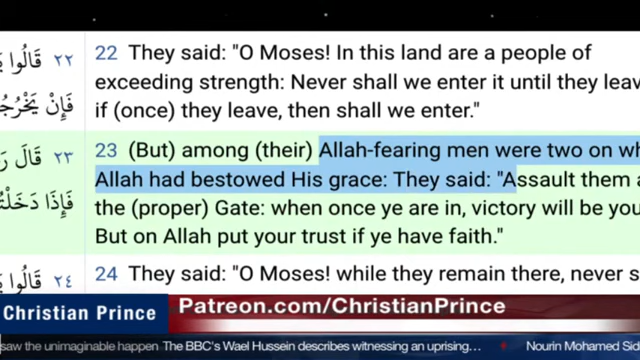 قَالُوا ٢٢
فَإِنْ
22 They said: "O Moses! In this land are a people of
exceeding strength: Never shall we enter it until they leav
if (once) they leave, then shall we enter."
قَالَ ٢٣
فَإِذَا
23 (But) among (their) Allah-fearing men were two on wh
Allah had bestowed His grace: They said: "Assault them a
the (proper) Gate: when once ye are in, victory will be you
But on Allah put your trust if ye have faith."
قَالُوا ٢٤
24 They said: "O Moses! while they remain there, never s
Christian Prince
Patreon.com/ChristianPrince
saw the unimaginable happen The BBC's Wael Hussein describes witnessing an uprising... Nourin Mohamed Sid